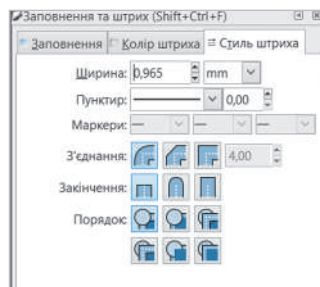 Заповнення та штрих (Shift+Ctrl+F)
Заповнення Колір штриха Стиль штриха
Ширина: 0,965 mm
Пунктир: 0,00
Маркери:
З'єднання: 4,00
Закінчення:
Порядок: